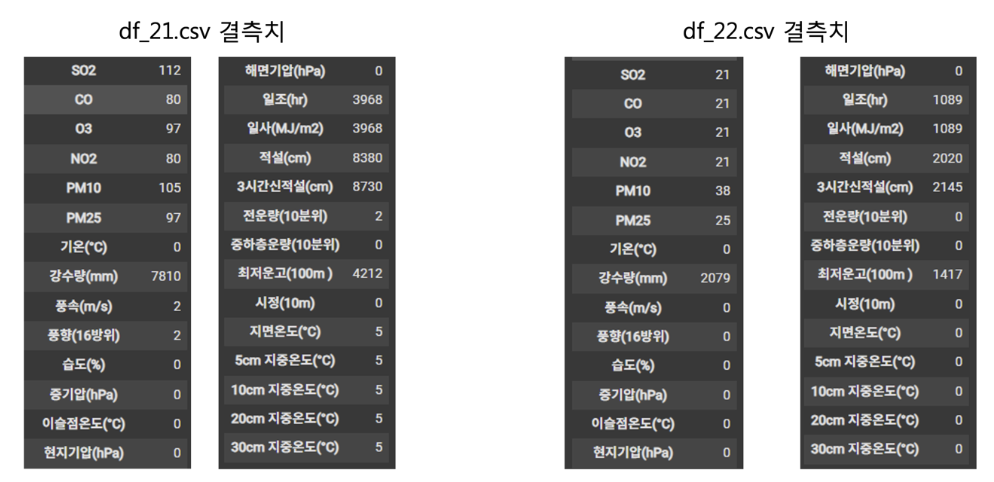 df_21.csv 결측치
SO2 112
CO 80
O3 97
NO2 80
PM10 105
PM25 97
기온(°C) 0
강수량(mm) 7810
풍속(m/s) 2
풍향(16방위) 2
습도(%) 0
증기압(hPa) 0
이슬점온도(°C) 0
현지기압(hPa) 0
해면기압(hPa) 0
일조(hr) 3968
일사(MJ/m2) 3968
적설(cm) 8380
3시간신적설(cm) 8730
전운량(10분위) 2
중하층운량(10분위) 0
최저운고(100m ) 4212
시정(10m) 0
지면온도(°C) 5
5cm 지중온도(°C) 5
10cm 지중온도(°C) 5
20cm 지중온도(°C) 5
30cm 지중온도(°C) 5
df_22.csv 결측치
SO2 21
CO 21
O3 21
NO2 21
PM10 38
PM25 25
기온(°C) 0
강수량(mm) 2079
풍속(m/s) 0
풍향(16방위) 0
습도(%) 0
증기압(hPa) 0
이슬점온도(°C) 0
현지기압(hPa) 0
해면기압(hPa) 0
일조(hr) 1089
일사(MJ/m2) 1089
적설(cm) 2020
3시간신적설(cm) 2145
전운량(10분위) 0
중하층운량(10분위) 0
최저운고(100m ) 1417
시정(10m) 0
지면온도(°C) 0
5cm 지중온도(°C) 0
10cm 지중온도(°C) 0
20cm 지중온도(°C) 0
30cm 지중온도(°C) 0